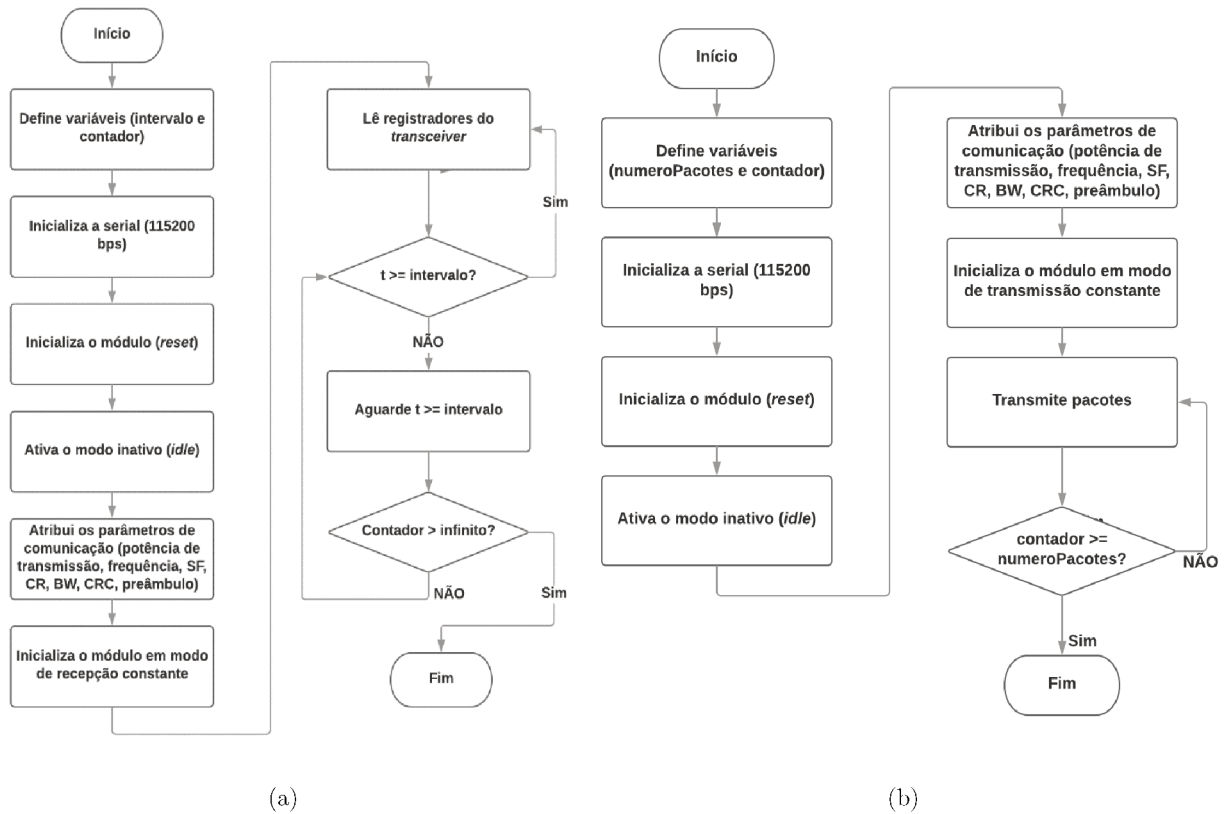 Início
Define variáveis (intervalo e
contador)
Inicializa a serial (115200
bps)
Inicializa o módulo (reset)
Ativa o modo inativo (idle)
Atribui os parâmetros de
comunicação (potência de
transmissão, frequência, SF,
CR, BW, CRC, preâmbulo)
Inicializa o módulo em modo
de recepção constante
Lê registradores do
transceiver
Sim
t >= intervalo?
NÃO
Aguarde t >= intervalo
Contador > infinito?
NÃO
Sim
Fim
(a)
Início
Define variáveis
(numeroPacotes e contador)
Inicializa a serial (115200
bps)
Inicializa o módulo (reset)
Ativa o modo inativo (idle)
Atribui os parâmetros de
comunicação (potência de
transmissão, frequência, SF,
CR, BW, CRC, preâmbulo)
Inicializa o módulo em modo
de transmissão constante
Transmite pacotes
contador >=
numeroPacotes?
NÃO
Sim
Fim
(b)